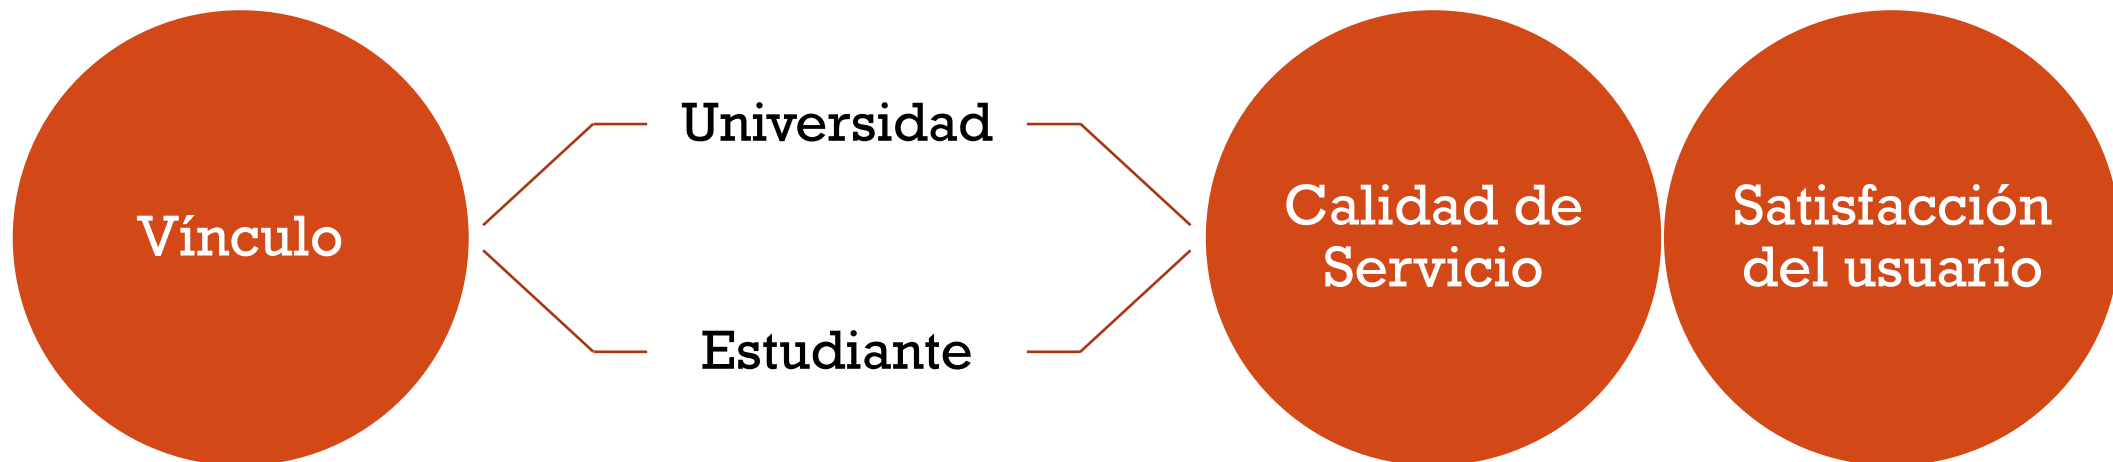 Vínculo
Universidad
Estudiante
Calidad de
Servicio
Satisfacción
del usuario